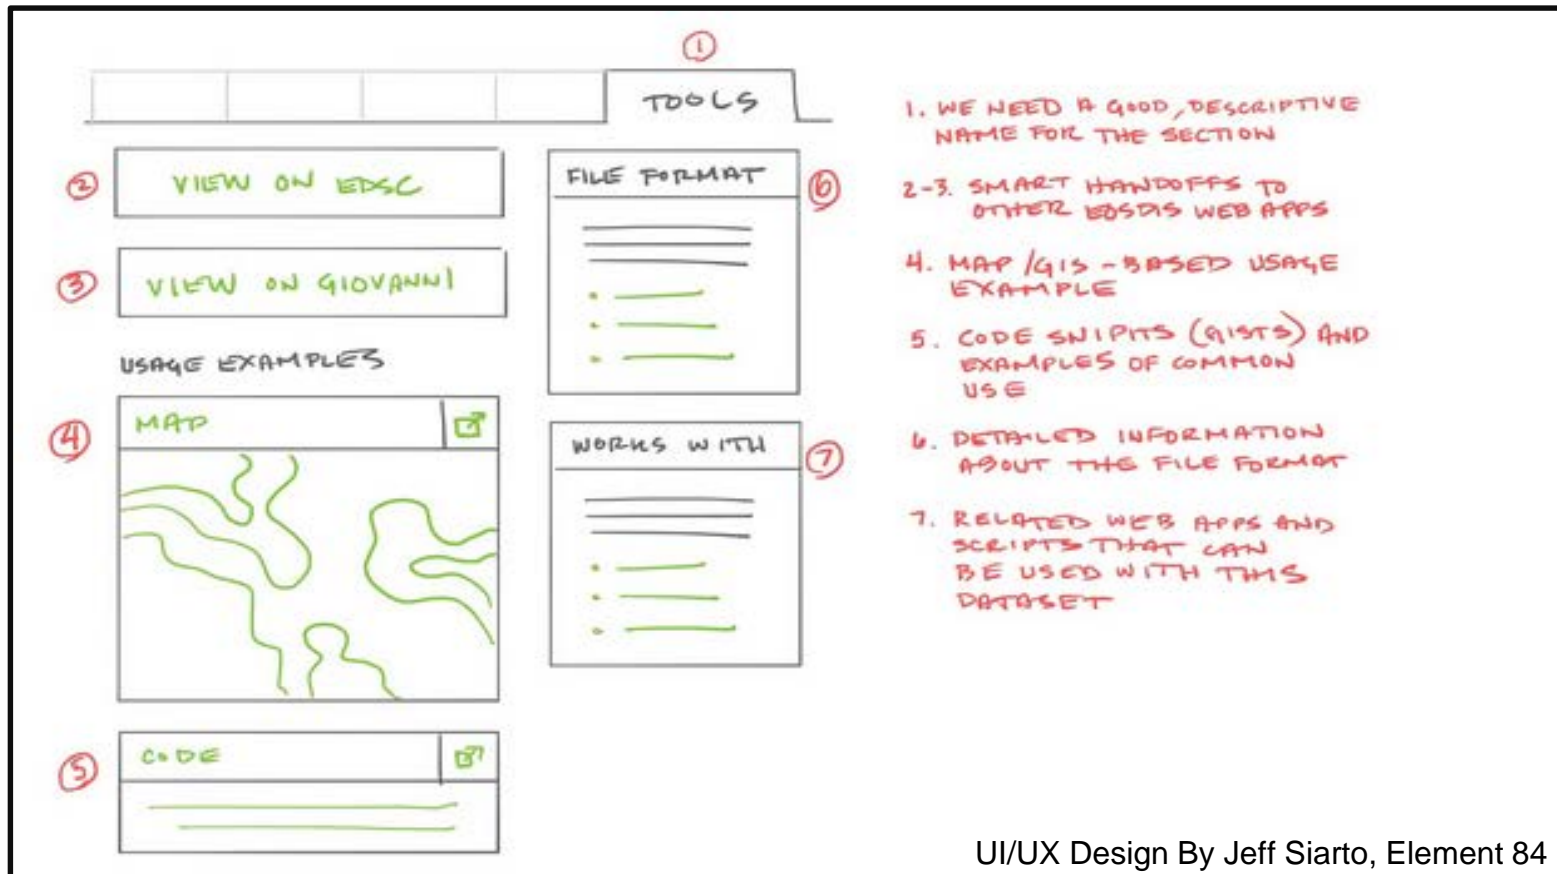 1
TOOLS
2
VIEW ON EDSC
3
VIEW ON GIOVANNI
USAGE EXAMPLES
4
MAP
5
CODE
FILE FORMAT
6
WORKS WITH
7
1. WE NEED A GOOD, DESCRIPTIVE
NAME FOR THE SECTION
2-3. SMART HANDOFFS TO
OTHER EOSDIS WEB APPS
4. MAP/GIS-BASED USAGE
EXAMPLE
5. CODE SNIPITS (GISTS) AND
EXAMPLES OF COMMON
USE
6. DETAILED INFORMATION
ABOUT THE FILE FORMAT
7. RELATED WEB APPS AND
SCRIPTS THAT CAN
BE USED WITH THIS
DATASET
UI/UX Design By Jeff Siarto, Element 84